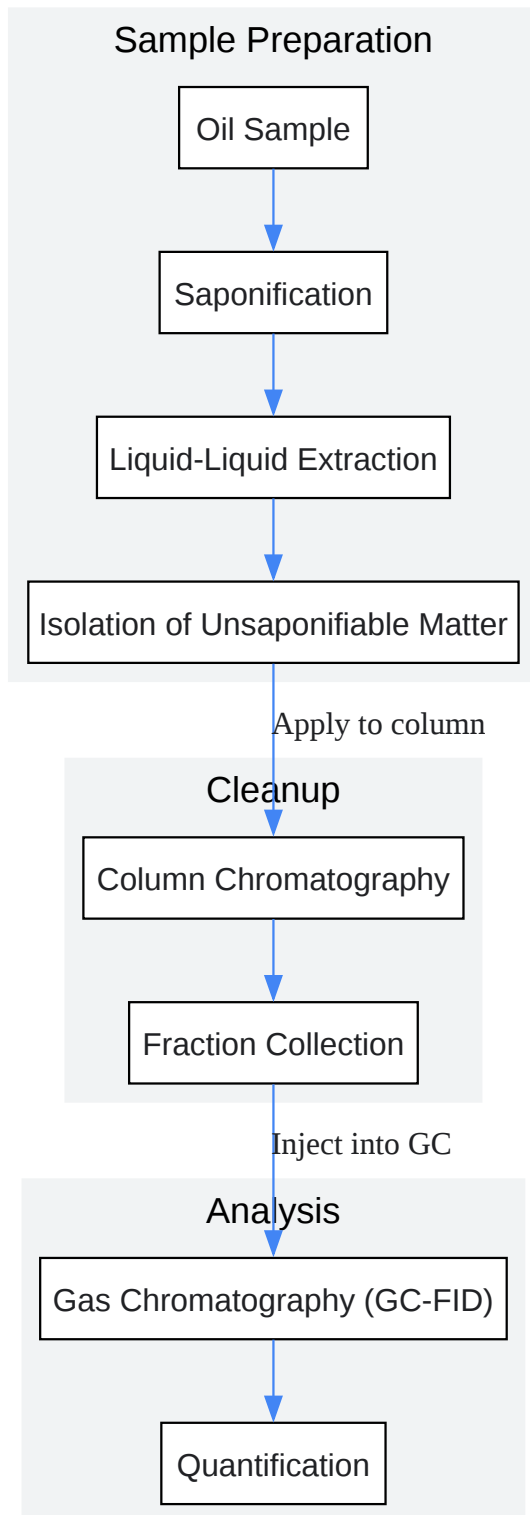 Sample Preparation
Oil Sample
Saponification
Liquid-Liquid Extraction
Isolation of Unsaponifiable Matter
Apply to column
Cleanup
Column Chromatography
Fraction Collection
Inject into GC
Analysis
Gas Chromatography (GC-FID)
Quantification